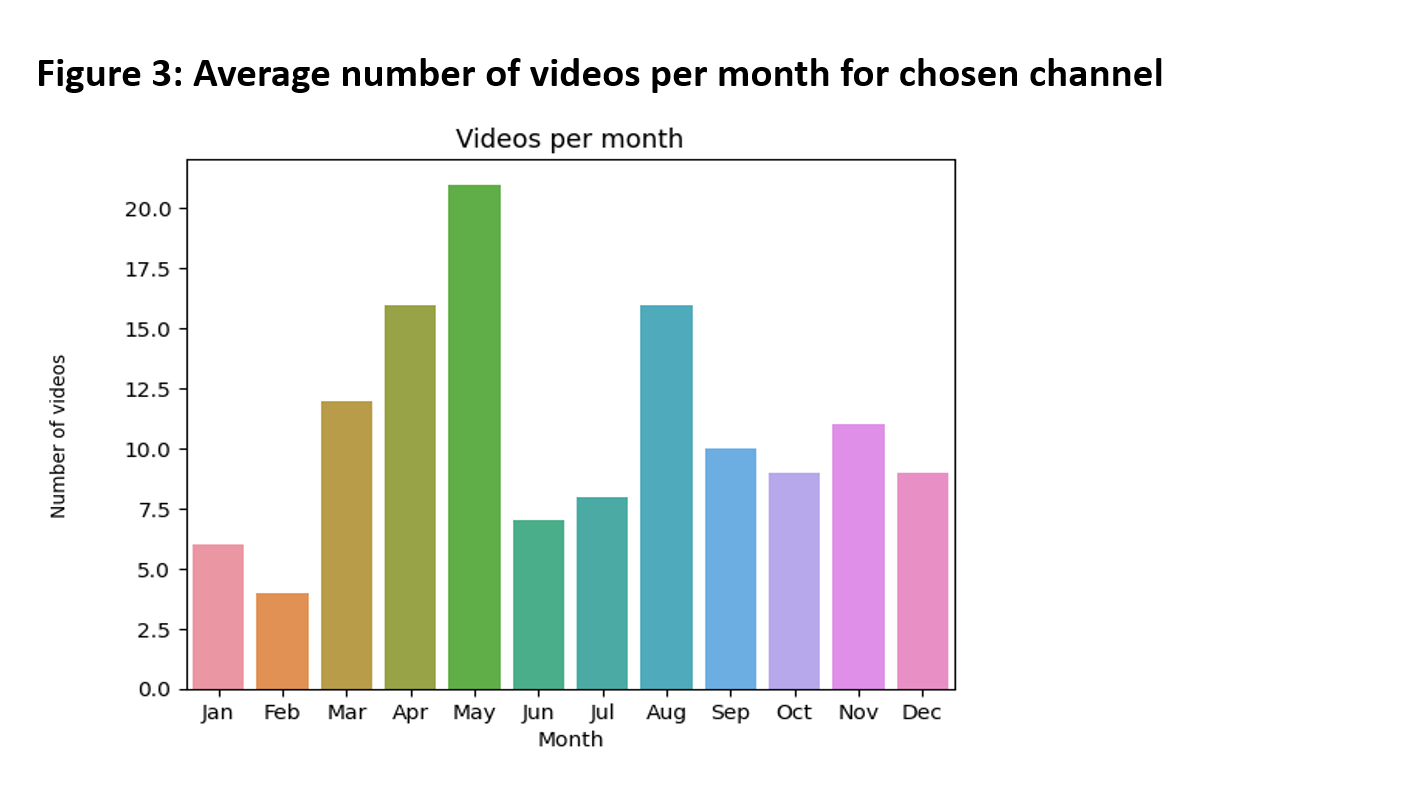 Figure 3: Average number of videos per month for chosen channel
Videos per month
20.0
17.5
15.0
12.5
10.0
7.5
5.0
2.5
0.0
Number of videos
Jan Feb Mar Apr May Jun Jul Aug Sep Oct Nov Dec
Month